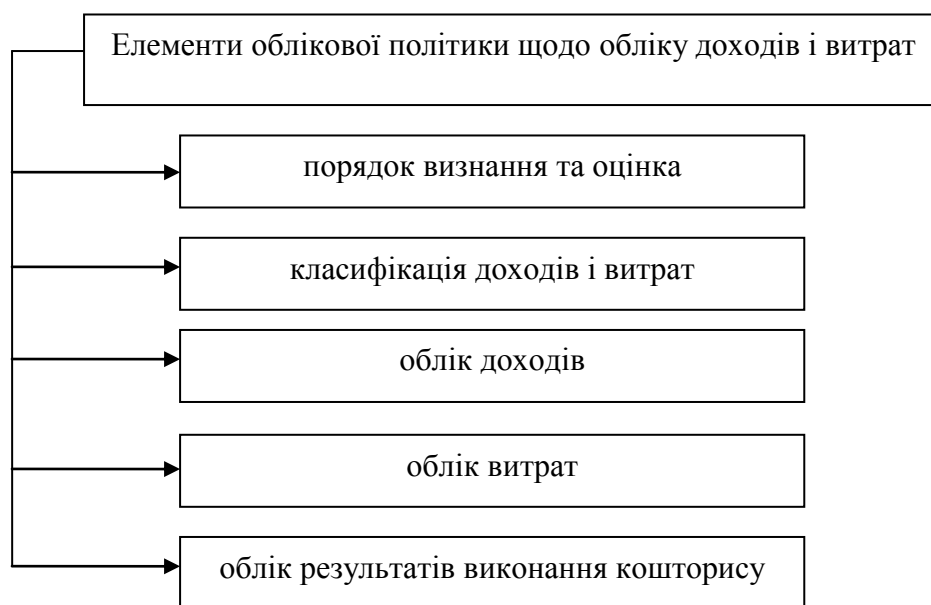 Елементи облікової політики щодо обліку доходів і витрат
порядок визнання та оцінка
класифікація доходів і витрат
облік доходів
облік витрат
облік результатів виконання кошторису